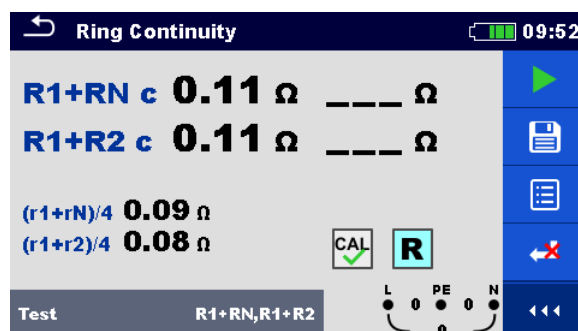 Ring Continuity 09:52
R1+RN c 0.11 Ω ___ Ω
R1+R2 c 0.11 Ω ___ Ω
(r1+rN)/4 0.09 Ω
(r1+r2)/4 0.08 Ω
CAL R
L PE N
0 0
0
Test R1+RN,R1+R2